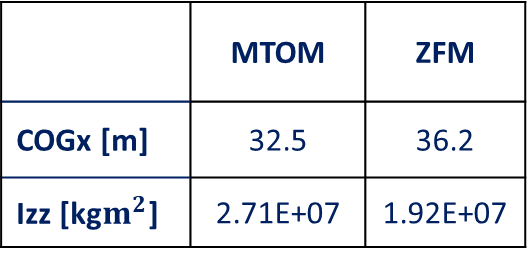 MTOM ZFM
COGx [m] 32.5 36.2
Izz [kgm²] 2.71E+07 1.92E+07